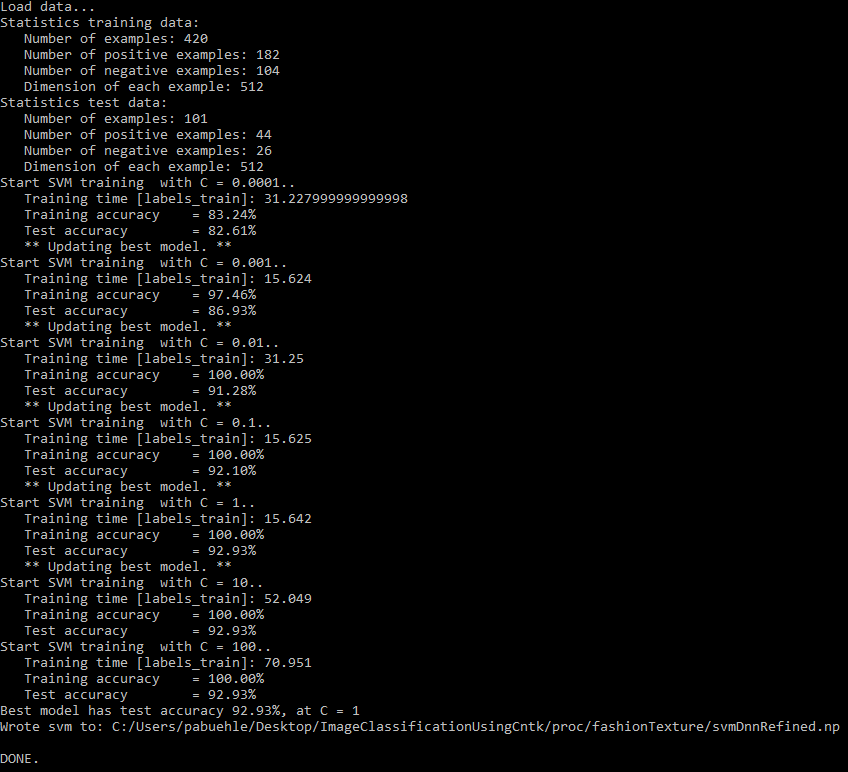 Load data...
Statistics training data:
   Number of examples: 420
   Number of positive examples: 182
   Number of negative examples: 104
   Dimension of each example: 512
Statistics test data:
   Number of examples: 101
   Number of positive examples: 44
   Number of negative examples: 26
   Dimension of each example: 512
Start SVM training  with C = 0.0001..
   Training time [labels_train]: 31.227999999999998
   Training accuracy    = 83.24%
   Test accuracy        = 82.61%
   ** Updating best model. **
Start SVM training  with C = 0.001..
   Training time [labels_train]: 15.624
   Training accuracy    = 97.46%
   Test accuracy        = 86.93%
   ** Updating best model. **
Start SVM training  with C = 0.01..
   Training time [labels_train]: 31.25
   Training accuracy    = 100.00%
   Test accuracy        = 91.28%
   ** Updating best model. **
Start SVM training  with C = 0.1..
   Training time [labels_train]: 15.625
   Training accuracy    = 100.00%
   Test accuracy        = 92.10%
   ** Updating best model. **
Start SVM training  with C = 1..
   Training time [labels_train]: 15.642
   Training accuracy    = 100.00%
   Test accuracy        = 92.93%
   ** Updating best model. **
Start SVM training  with C = 10..
   Training time [labels_train]: 52.049
   Training accuracy    = 100.00%
   Test accuracy        = 92.93%
Start SVM training  with C = 100..
   Training time [labels_train]: 70.951
   Training accuracy    = 100.00%
   Test accuracy        = 92.93%
Best model has test accuracy 92.93%, at C = 1
Wrote svm to: C:/Users/pabuehle/Desktop/ImageClassificationUsingCntk/proc/fashionTexture/svmDnnRefined.np
DONE.